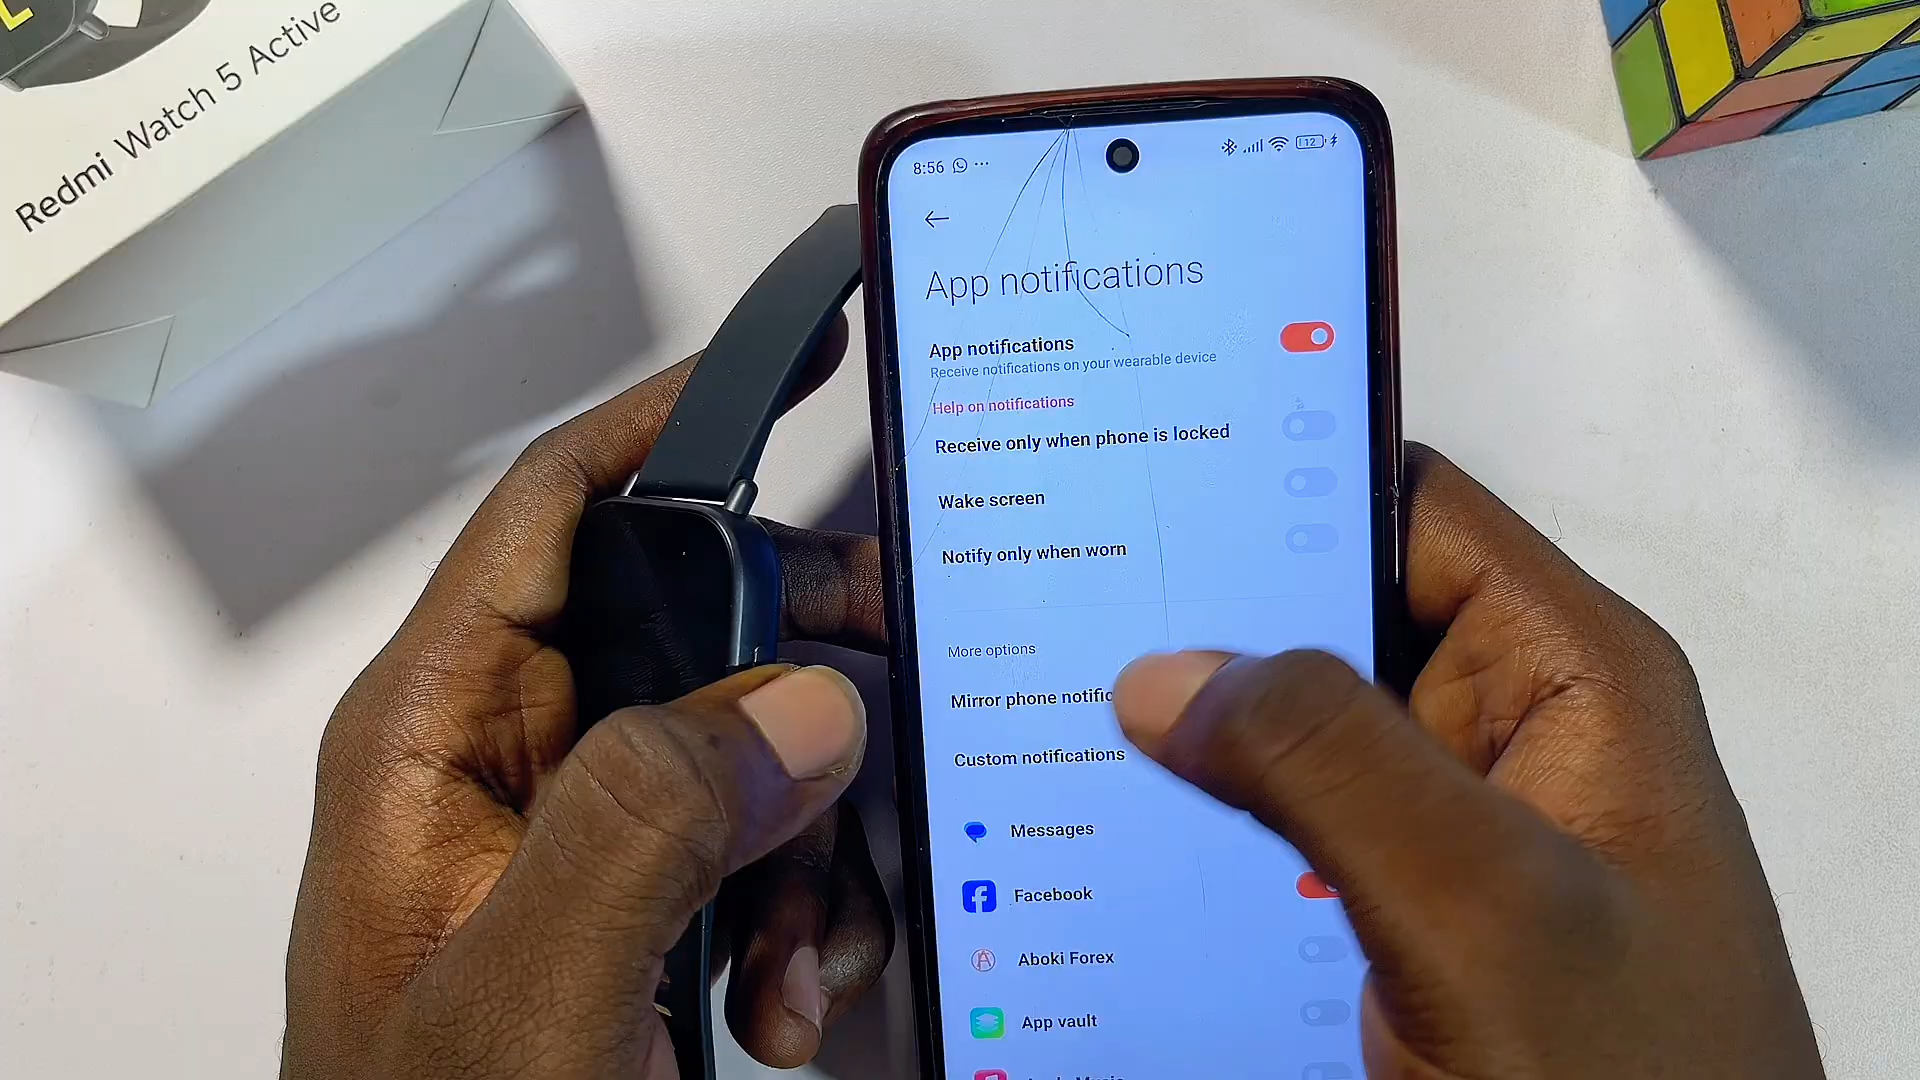 Redmi Watch 5 Active
8:56
12
App notifications
App notifications
Receive notifications on your wearable device
Help on notifications
Receive only when phone is locked
Wake screen
Notify only when worn
More options
Mirror phone notific
Custom notifications
Messages
Facebook
Aboki Forex
App vault